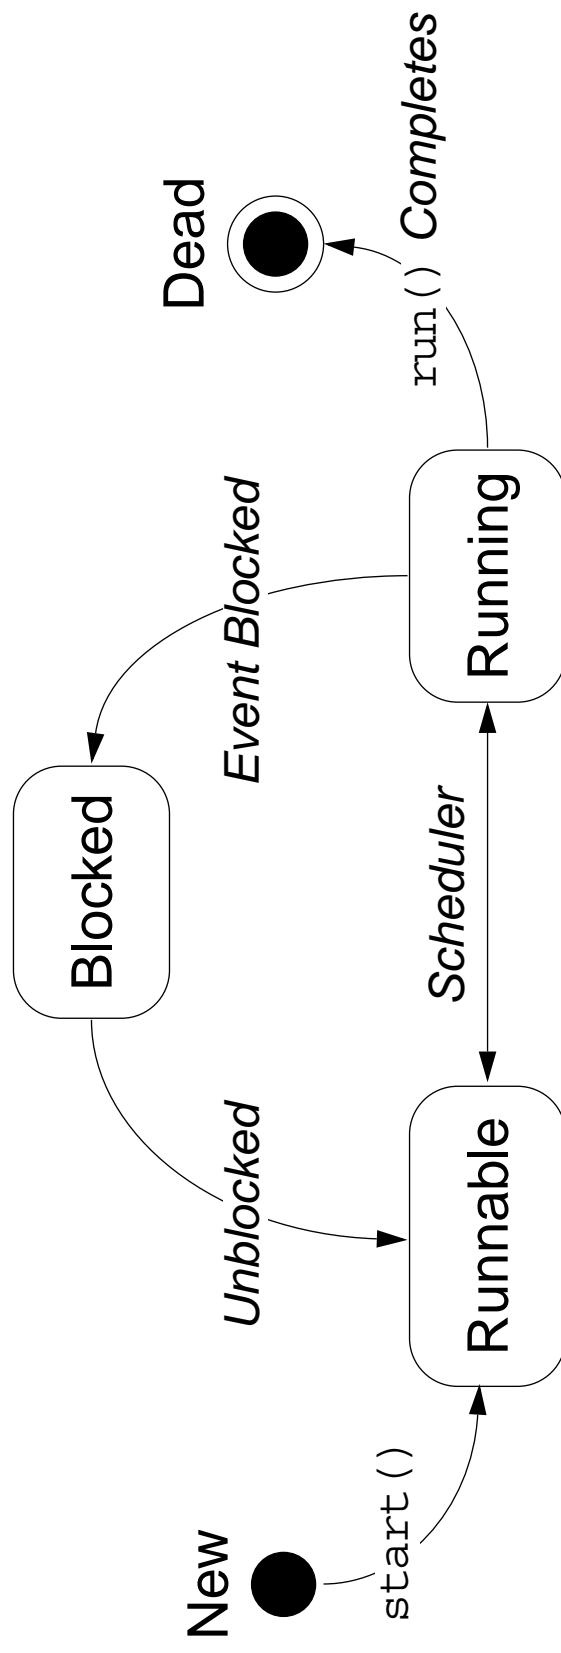 New
start()
Runnable
Unblocked
Blocked
Scheduler
Event Blocked
Running
run() Completes
Dead